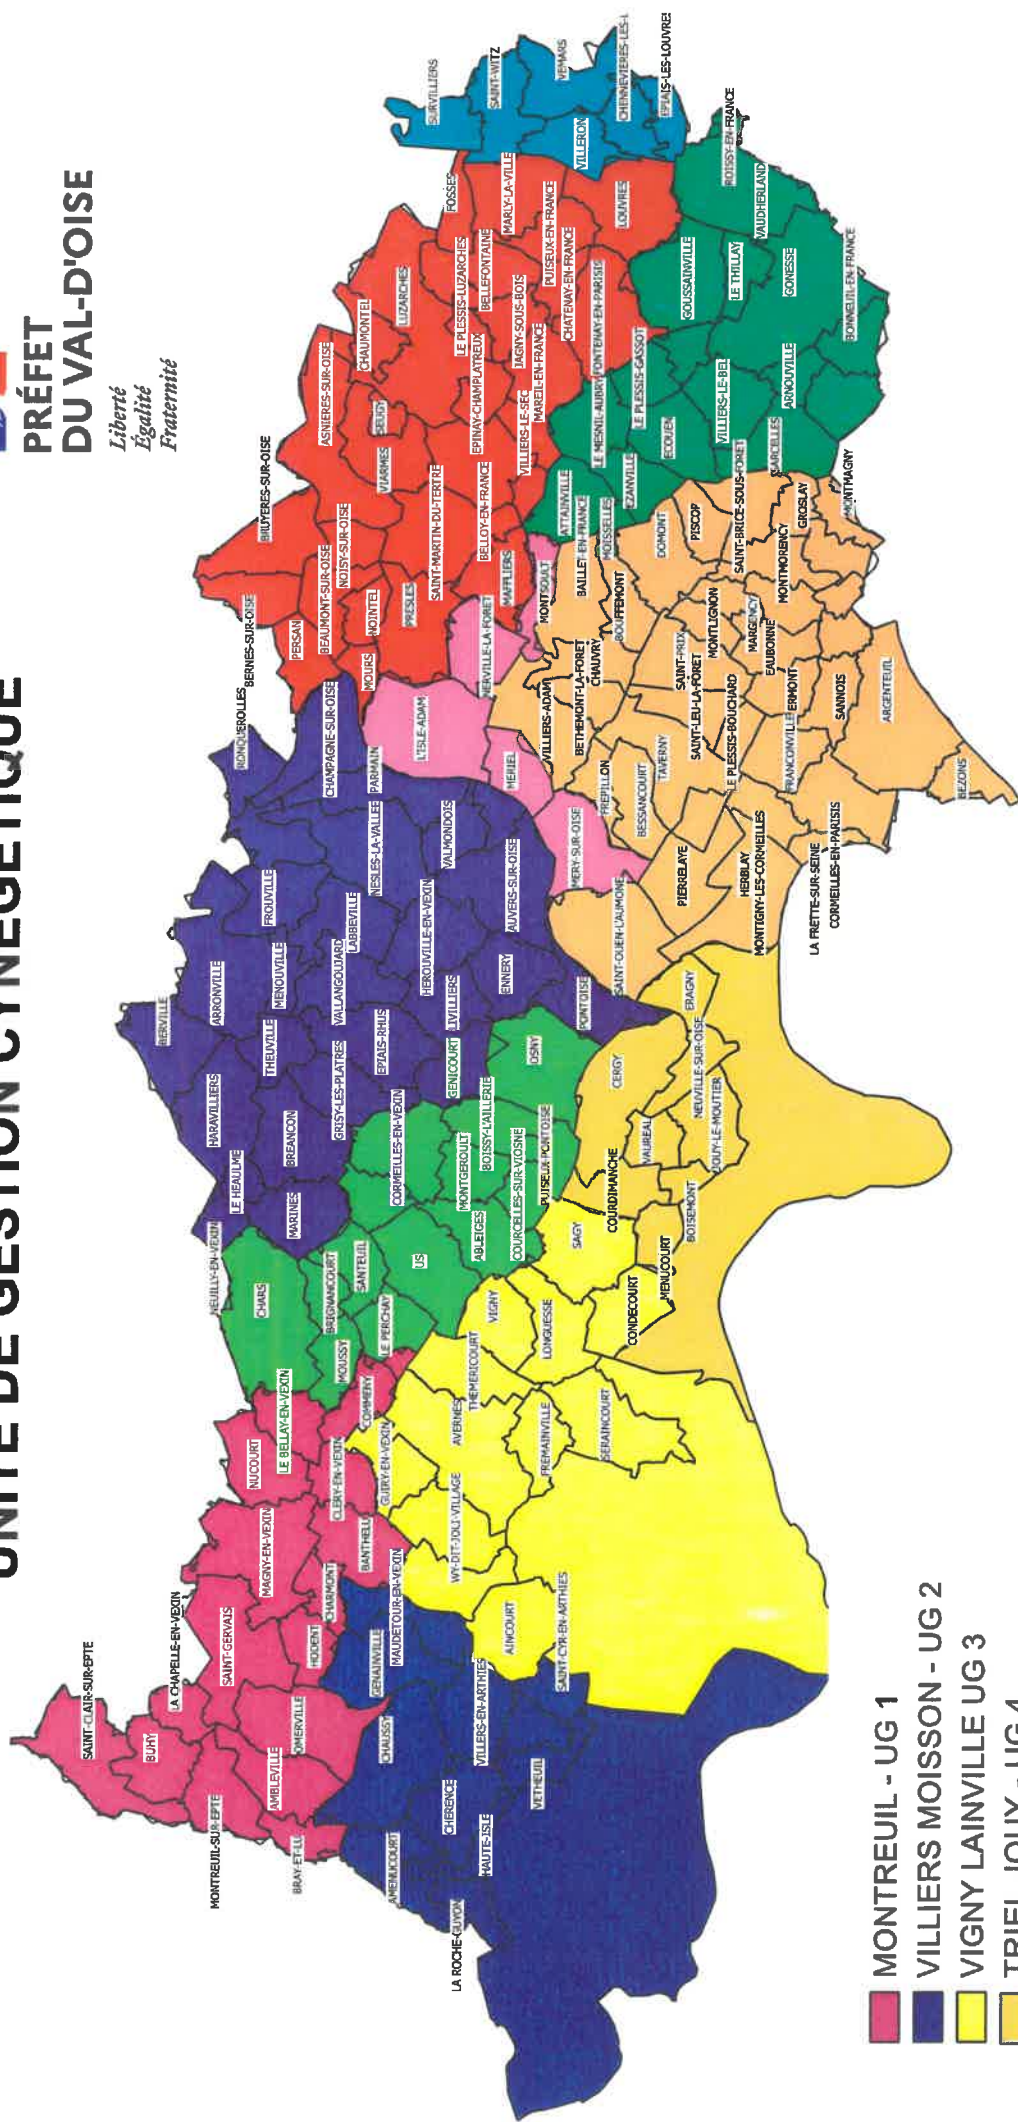 UNITÉ DE GESTION CYNÉGÉTIQUE
PRÉFET
DU VAL-D'OISE
Liberté
Égalité
Fraternité
SAINT-CLAIR-SUR-EPTE
BUHY
LA CHAPELLE-EN-VEXIN
MONTREUIL-SUR-EPTE
AMBLEVILLE
OMERVILLE
SAINT-GERVAIS
MAGNY-EN-VEXIN
NUCOURT
LE BELLAY-EN-VEXIN
HODENT
CHARMONT
BANTHELU
CLERY-EN-VEXIN
COMMENY
BRAY-ET-LU
GENAINVILLE
MAUDETOUR-EN-VEXIN
CHAUSSY
AMENUCOURT
CHERENCE
VILLERS-EN-ARTHIES
LA ROCHE-GUYON
HAUTE-ISLE
VETHEUIL
SAINT-CYR-EN-ARTHIES
AINCOURT
WY-DIT-JOLI-VILLAGE
GUIRY-EN-VEXIN
AVERNES
THEMERICOURT
FREMAINVILLE
SERAINCOURT
VIGNY
LONGUESSE
SAGY
CONDECOURT
MENUCOURT
COURDIMANCHE
BOISEMONT
VAUREAL
JOUY-LE-MOUTIER
NEUVILLE-SUR-OISE
CERGY
ERAGNY
PUISEUX-PONTOISE
CHARS
BRIGNANCOURT
MOUSSY
SANTEUIL
LE PERCHAY
US
ABLEIGES
COURCELLES-SUR-VIOSNE
MONTGEROULT
BOISSY-L'AILLERIE
CORMEILLES-EN-VEXIN
GENICOURT
OSNY
NEUILLY-EN-VEXIN
LE HEAULME
MARINES
HARAVILLIERS
BREANCON
BERVILLE
ARRONVILLE
THEUVILLE
MENOUVILLE
GRISY-LES-PLATRES
VALLANGOUJARD
EPIAIS-RHUS
LABBEVILLE
HEROUVILLE-EN-VEXIN
LIVILLIERS
ENNERY
PONTOISE
FROUVILLE
NESLES-LA-VALLEE
VALMONDOIS
AUVERS-SUR-OISE
RONQUEROLLES
CHAMPAGNE-SUR-OISE
PARMAIN
L'ISLE-ADAM
MERIEL
MERY-SUR-OISE
NERVILLE-LA-FORET
MONTSOULT
BERNES-SUR-OISE
BRUYERES-SUR-OISE
PERSAN
BEAUMONT-SUR-OISE
NOISY-SUR-OISE
MOURS
NOINTEL
PRESLES
MAFFLIERS
SAINT-MARTIN-DU-TERTRE
BELLOY-EN-FRANCE
VIARMES
SEUGY
ASNIERES-SUR-OISE
CHAUMONTEL
LUZARCHES
LE PLESSIS-LUZARCHES
EPINAY-CHAMPLATREUX
BELLEFONTAINE
JAGNY-SOUS-BOIS
VILLIERS-LE-SEC
MAREIL-EN-FRANCE
CHATENAY-EN-FRANCE
PUISEUX-EN-FRANCE
FOSSES
MARLY-LA-VILLE
LOUVRES
FONTENAY-EN-PARISIS
SURVILLIERS
SAINT-WITZ
VEMARS
VILLERON
CHENNEVIERES-LES-L
EPIAIS-LES-LOUVRES
ROISSY-EN-FRANCE
VAUDHERLAND
GOUSSAINVILLE
LE THILLAY
GONESSE
BONNEUIL-EN-FRANCE
LE MESNIL-AUBRY
LE PLESSIS-GASSOT
ECOUEN
VILLIERS-LE-BEL
ARNOUVILLE
SARCELLES
ATTAINVILLE
MOISSELLES
EZANVILLE
BAILLET-EN-FRANCE
BOUFFEMONT
DOMONT
PISCOP
SAINT-BRICE-SOUS-FORET
GROSLAY
MONTMAGNY
MONTMORENCY
VILLIERS-ADAM
BETHEMONT-LA-FORET
CHAUVRY
SAINT-PRIX
MONTLIGNON
MARGENCY
EAUBONNE
ERMONT
SAINT-LEU-LA-FORET
LE PLESSIS-BOUCHARD
FRANCONVILLE
SANNOIS
ARGENTEUIL
BEZONS
TAVERNY
BESSANCOURT
FREPILLON
PIERRELAYE
SAINT-OUEN-L'AUMONE
HERBLAY
MONTIGNY-LES-CORMEILLES
LA FRETTE-SUR-SEINE
CORMEILLES-EN-PARISIS
MONTREUIL - UG 1
VILLIERS MOISSON - UG 2
VIGNY LAINVILLE UG 3
TRIEL JOUY - UG 4